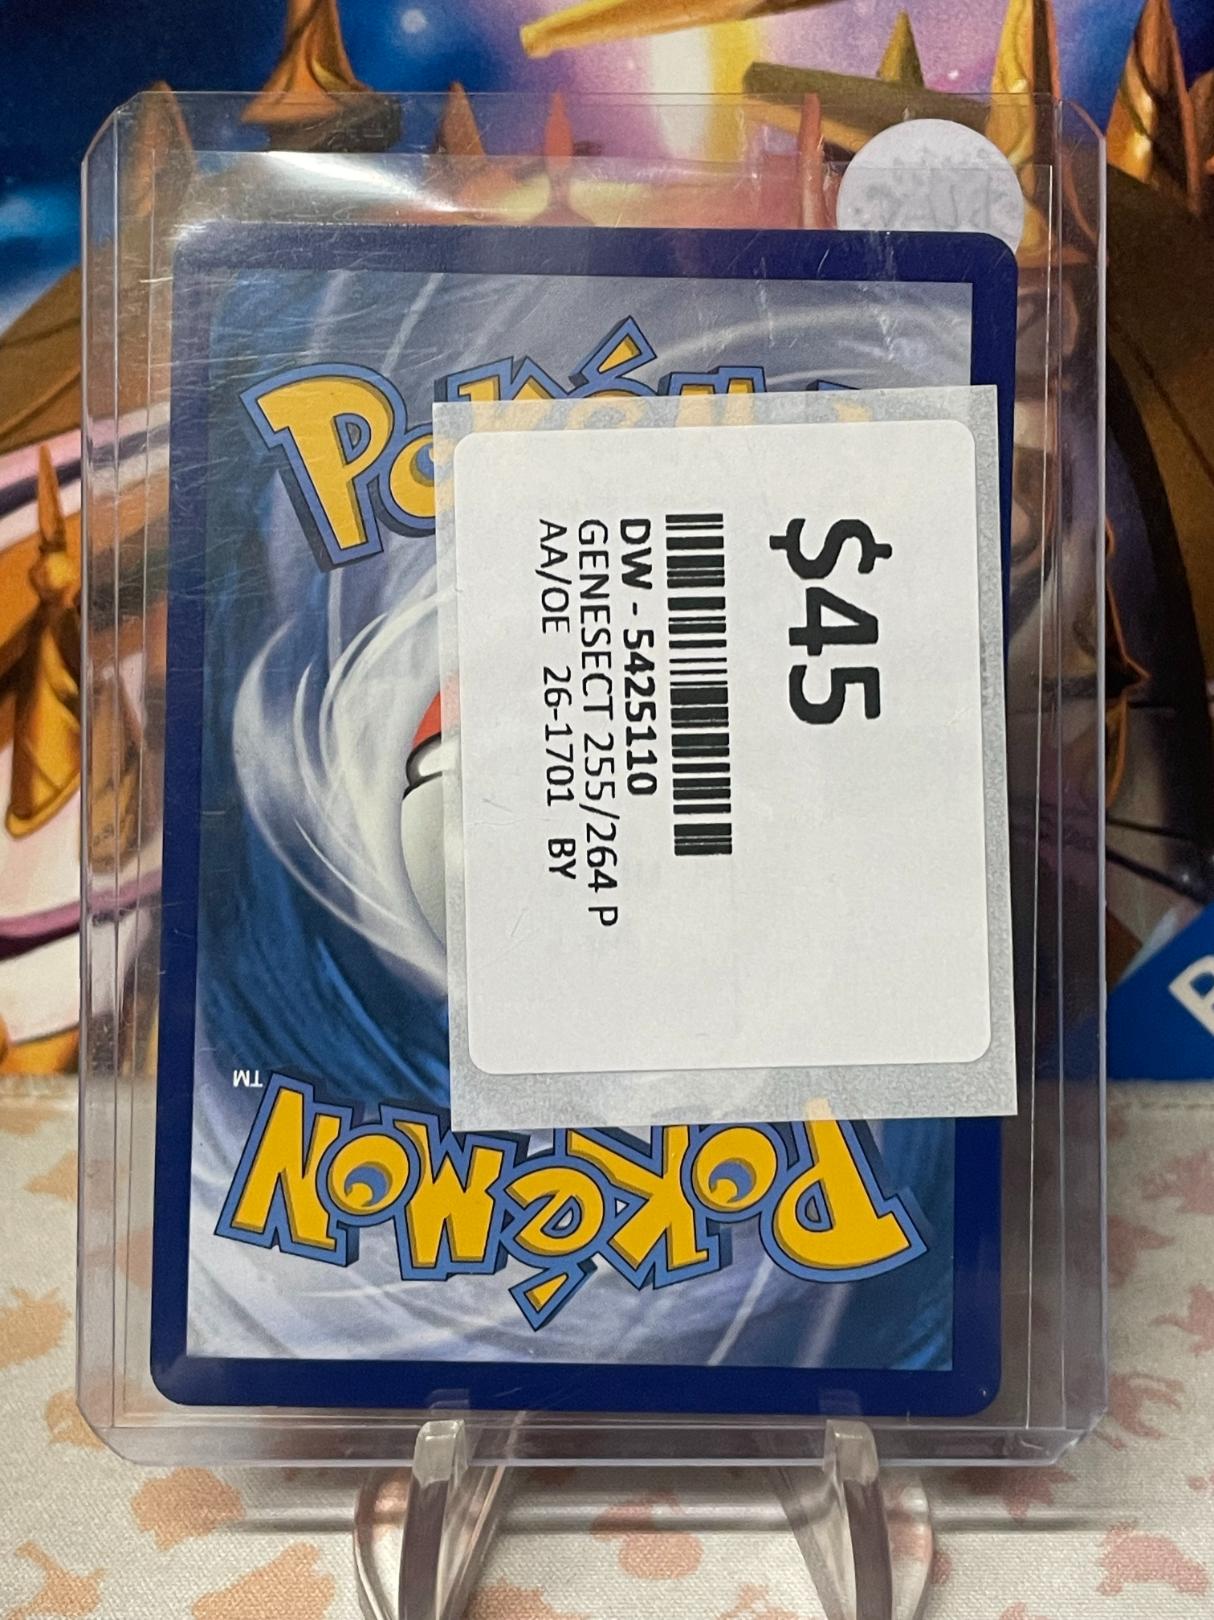 Pokémon
$45
DW - 5425110
GENESECT 255/264 P
AA/OE 26-1701 BY
Pokémon
TM